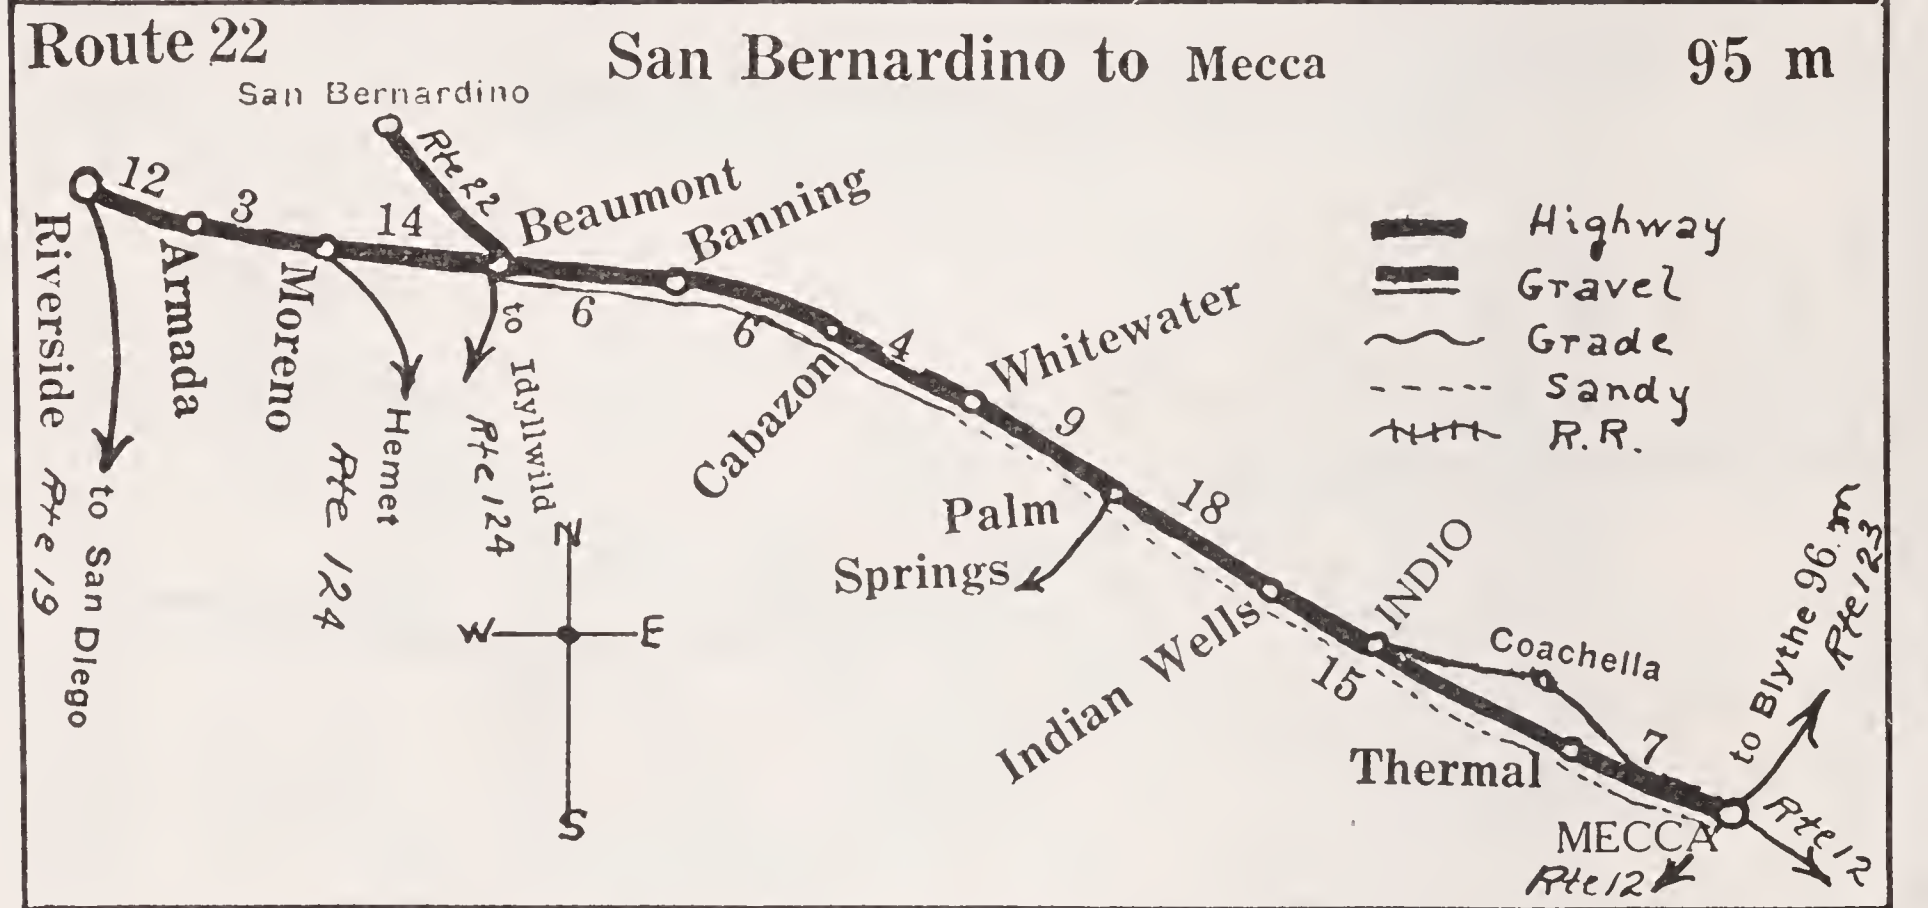 Route 22
San Bernardino to Mecca
95 m
San Bernardino
Rte 22
12
3
14
Beaumont
Banning
Riverside
Armada
Moreno
6
6
4
Whitewater
Cabazon
9
Palm
Springs
18
Indian Wells
INDIO
15
Coachella
Thermal
7
MECCA
Rte 12
Rte 12
to Blythe 96 m
Rte 123
Rte 19
to San DIego
Hemet
Rte 124
to Idyllwild
Rte 124
N
W
E
S
Highway
Gravel
Grade
Sandy
R.R.